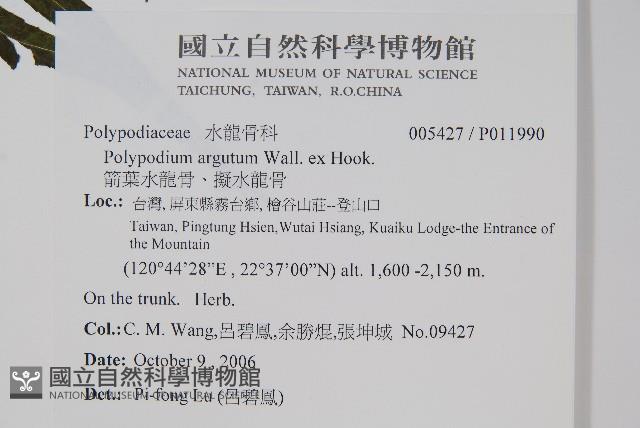 國立自然科學博物館
NATIONAL MUSEUM OF NATURAL SCIENCE
TAICHUNG, TAIWAN, R.O.CHINA
Polypodiaceae 水龍骨科 005427 / P011990
Polypodium argutum Wall. ex Hook.
箭葉水龍骨、擬水龍骨
Loc.: 台灣, 屏東縣霧台鄉, 檜谷山莊--登山口
Taiwan, Pingtung Hsien,Wutai Hsiang, Kuaiku Lodge-the Entrance of
the Mountain
(120°44'28”E , 22°37'00”N) alt. 1,600 -2,150 m.
On the trunk. Herb.
Col.:C. M. Wang,呂碧鳳,余勝焜,張坤城 No.09427
Date: October 9 , 2006
國立自然科學博物館
NATIONAL MUSEUM OF NATURAL SCIENCE
Det.: Pi-fong Lu (呂碧鳳)